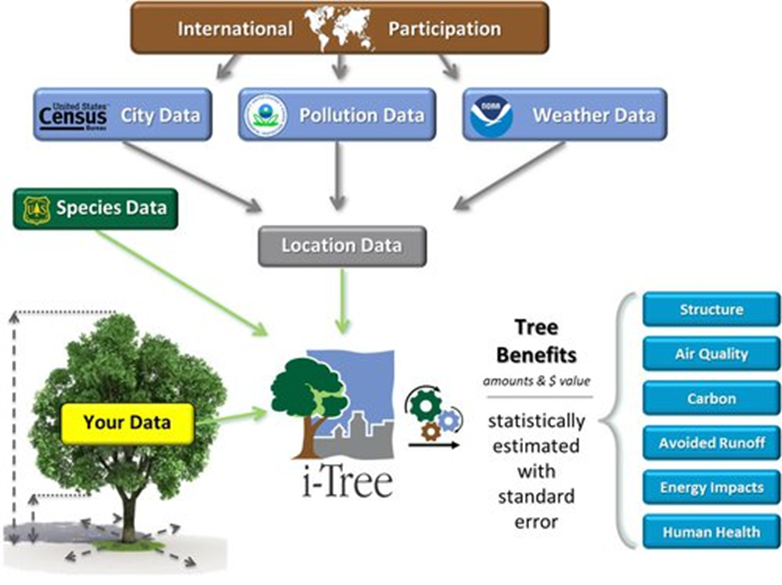 International Participation
United States™
Census City Data
Bureau
Pollution Data
NOAA Weather Data
U S Species Data
Location Data
Your Data
i-Tree
Tree
Benefits
amounts & $ value
statistically
estimated
with
standard
error
Structure
Air Quality
Carbon
Avoided Runoff
Energy Impacts
Human Health